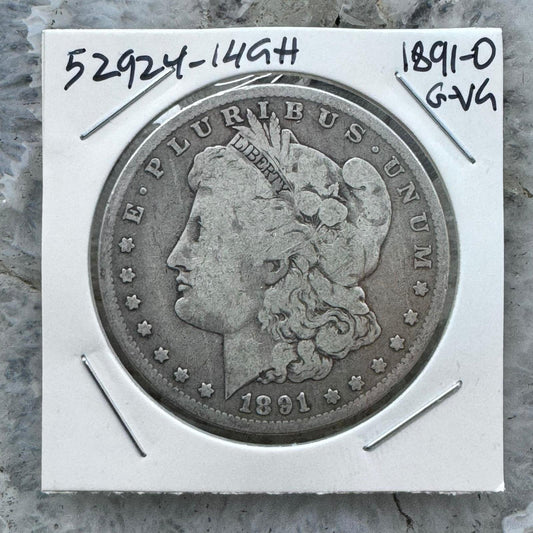 52924-14GH 1891-O
G-VG
E · PLURIBUS · UNUM
LIBERTY
1891